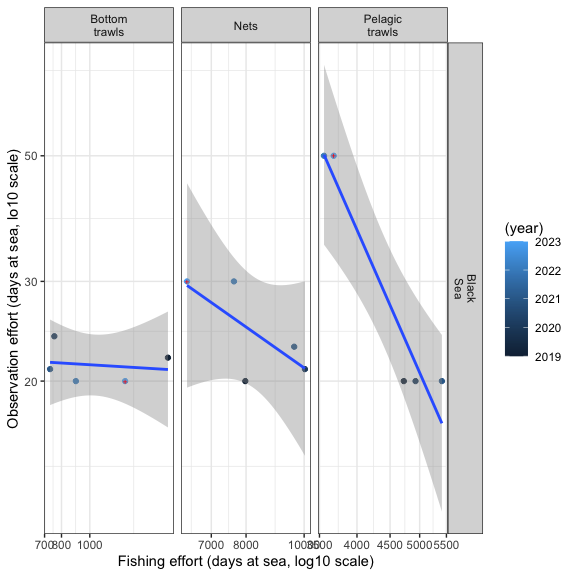 Bottom
trawls
Nets
Pelagic
trawls
50
30
20
Observation effort (days at sea, lo10 scale)
Black
Sea
(year)
2023
2022
2021
2020
2019
700 800 1000
7000 8000 10000
3500 4000 4500 5000 5500
Fishing effort (days at sea, log10 scale)